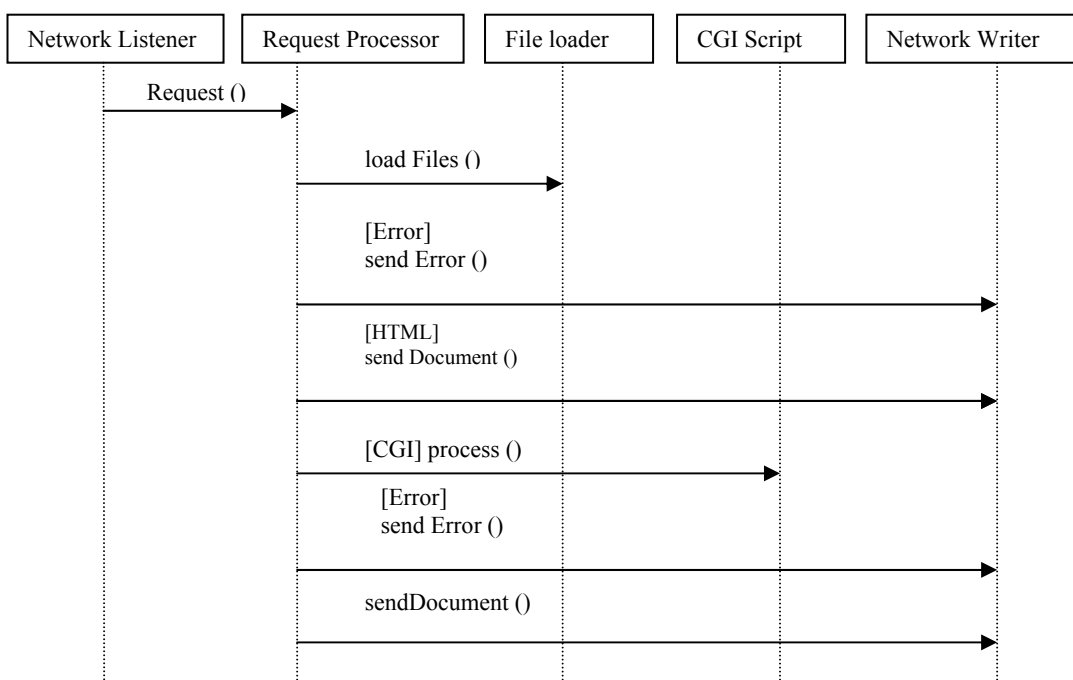 Network Listener
Request Processor
File loader
CGI Script
Network Writer
Request ()
load Files ()
[Error]
send Error ()
[HTML]
send Document ()
[CGI] process ()
[Error]
send Error ()
sendDocument ()